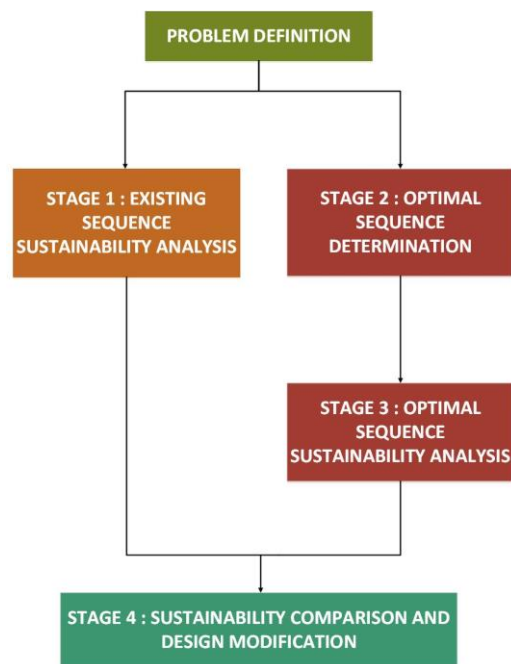 PROBLEM DEFINITION
STAGE 1 : EXISTING
SEQUENCE
SUSTAINABILITY ANALYSIS
STAGE 2 : OPTIMAL
SEQUENCE
DETERMINATION
STAGE 3 : OPTIMAL
SEQUENCE
SUSTAINABILITY ANALYSIS
STAGE 4 : SUSTAINABILITY COMPARISON AND
DESIGN MODIFICATION